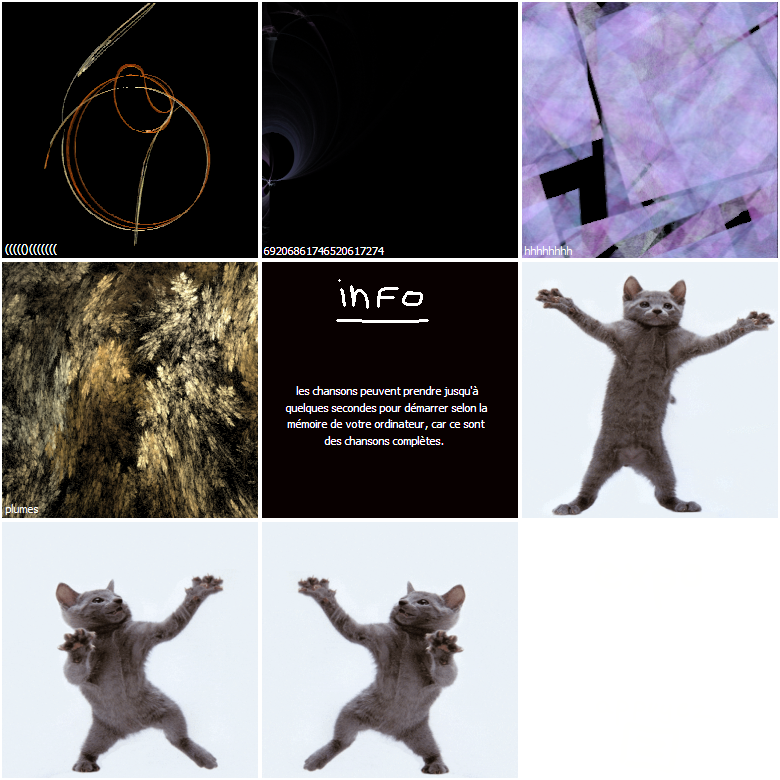 (((((0(((((((
69206861746520617274
hhhhhhhh
plumes
info
les chansons peuvent prendre jusqu'à
quelques secondes pour démarrer selon la
mémoire de votre ordinateur, car ce sont
des chansons complètes.